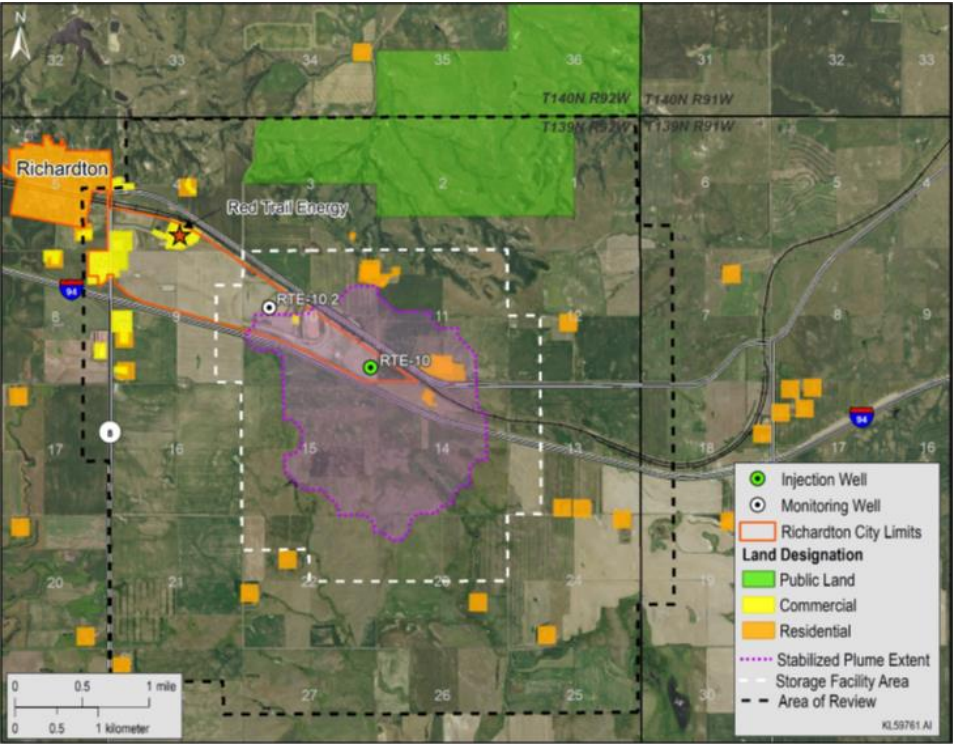 N
32
33
34
35
36
31
32
33
T140N R92W
T140N R91W
T139N R92W
T139N R91W
Richardton
5
4
3
2
1
6
5
4
Red Trail Energy
94
RTE-10.2
8
9
11
12
7
8
9
RTE-10
8
17
16
15
14
13
18
17
16
94
20
21
22
23
24
19
27
26
25
30
Injection Well
Monitoring Well
Richardton City Limits
Land Designation
Public Land
Commercial
Residential
Stabilized Plume Extent
Storage Facility Area
Area of Review
KL59761.AI
0 0.5 1 mile
0 0.5 1 kilometer